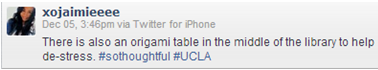 xojaimieeee
Dec 05, 3:46pm via Twitter for iPhone
There is also an origami table in the middle of the library to help
de-stress. #sothoughtful #UCLA